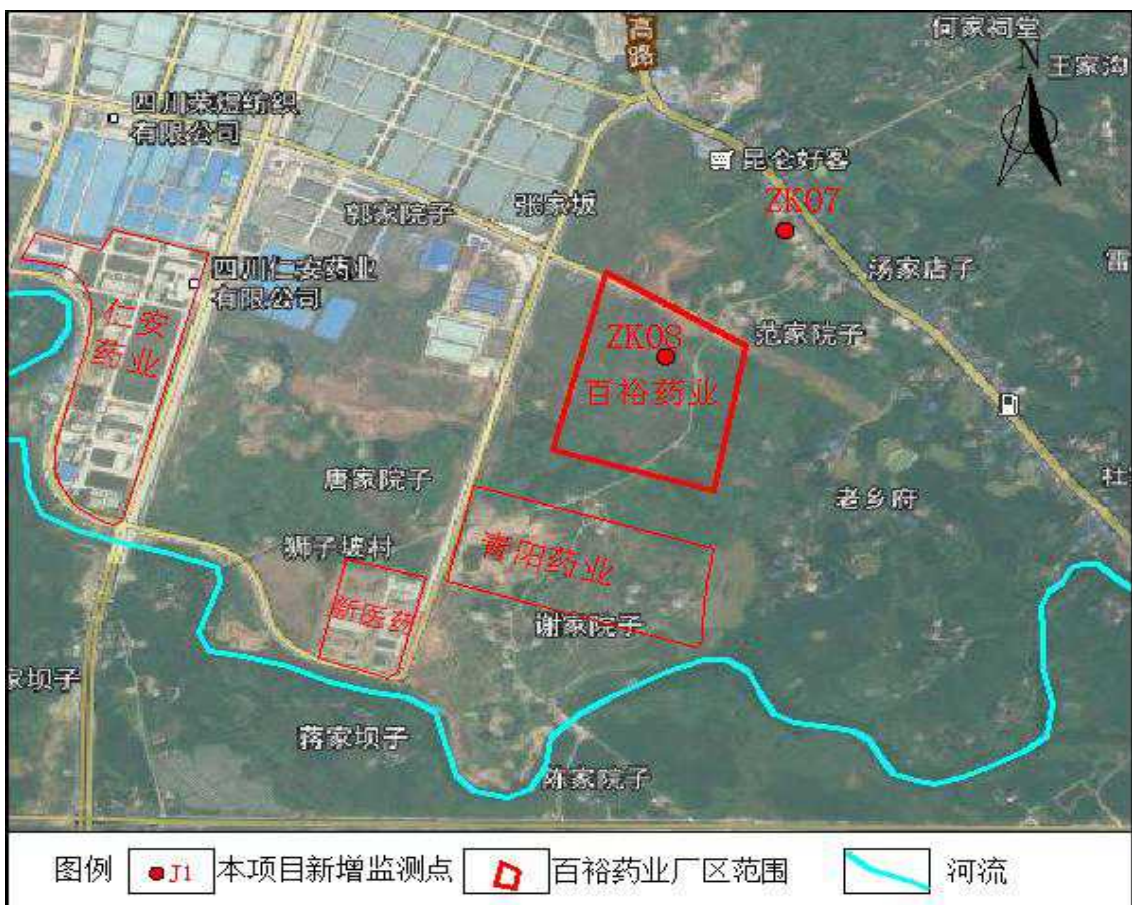 高
路
何家祠堂
N
王家沟
四川荣恒纺织
有限公司
昆仑好客
ZK07
张家坂
郭家院子
四川仁安药业
有限公司
汤家店子
雷
仁安
药业
ZK08
范家院子
百裕药业
唐家院子
老乡府
杜
狮子坡村
青阳药业
新医药
谢家院子
家坝子
蒋家坝子
陈家院子
图例
J1
本项目新增监测点
百裕药业厂区范围
河流